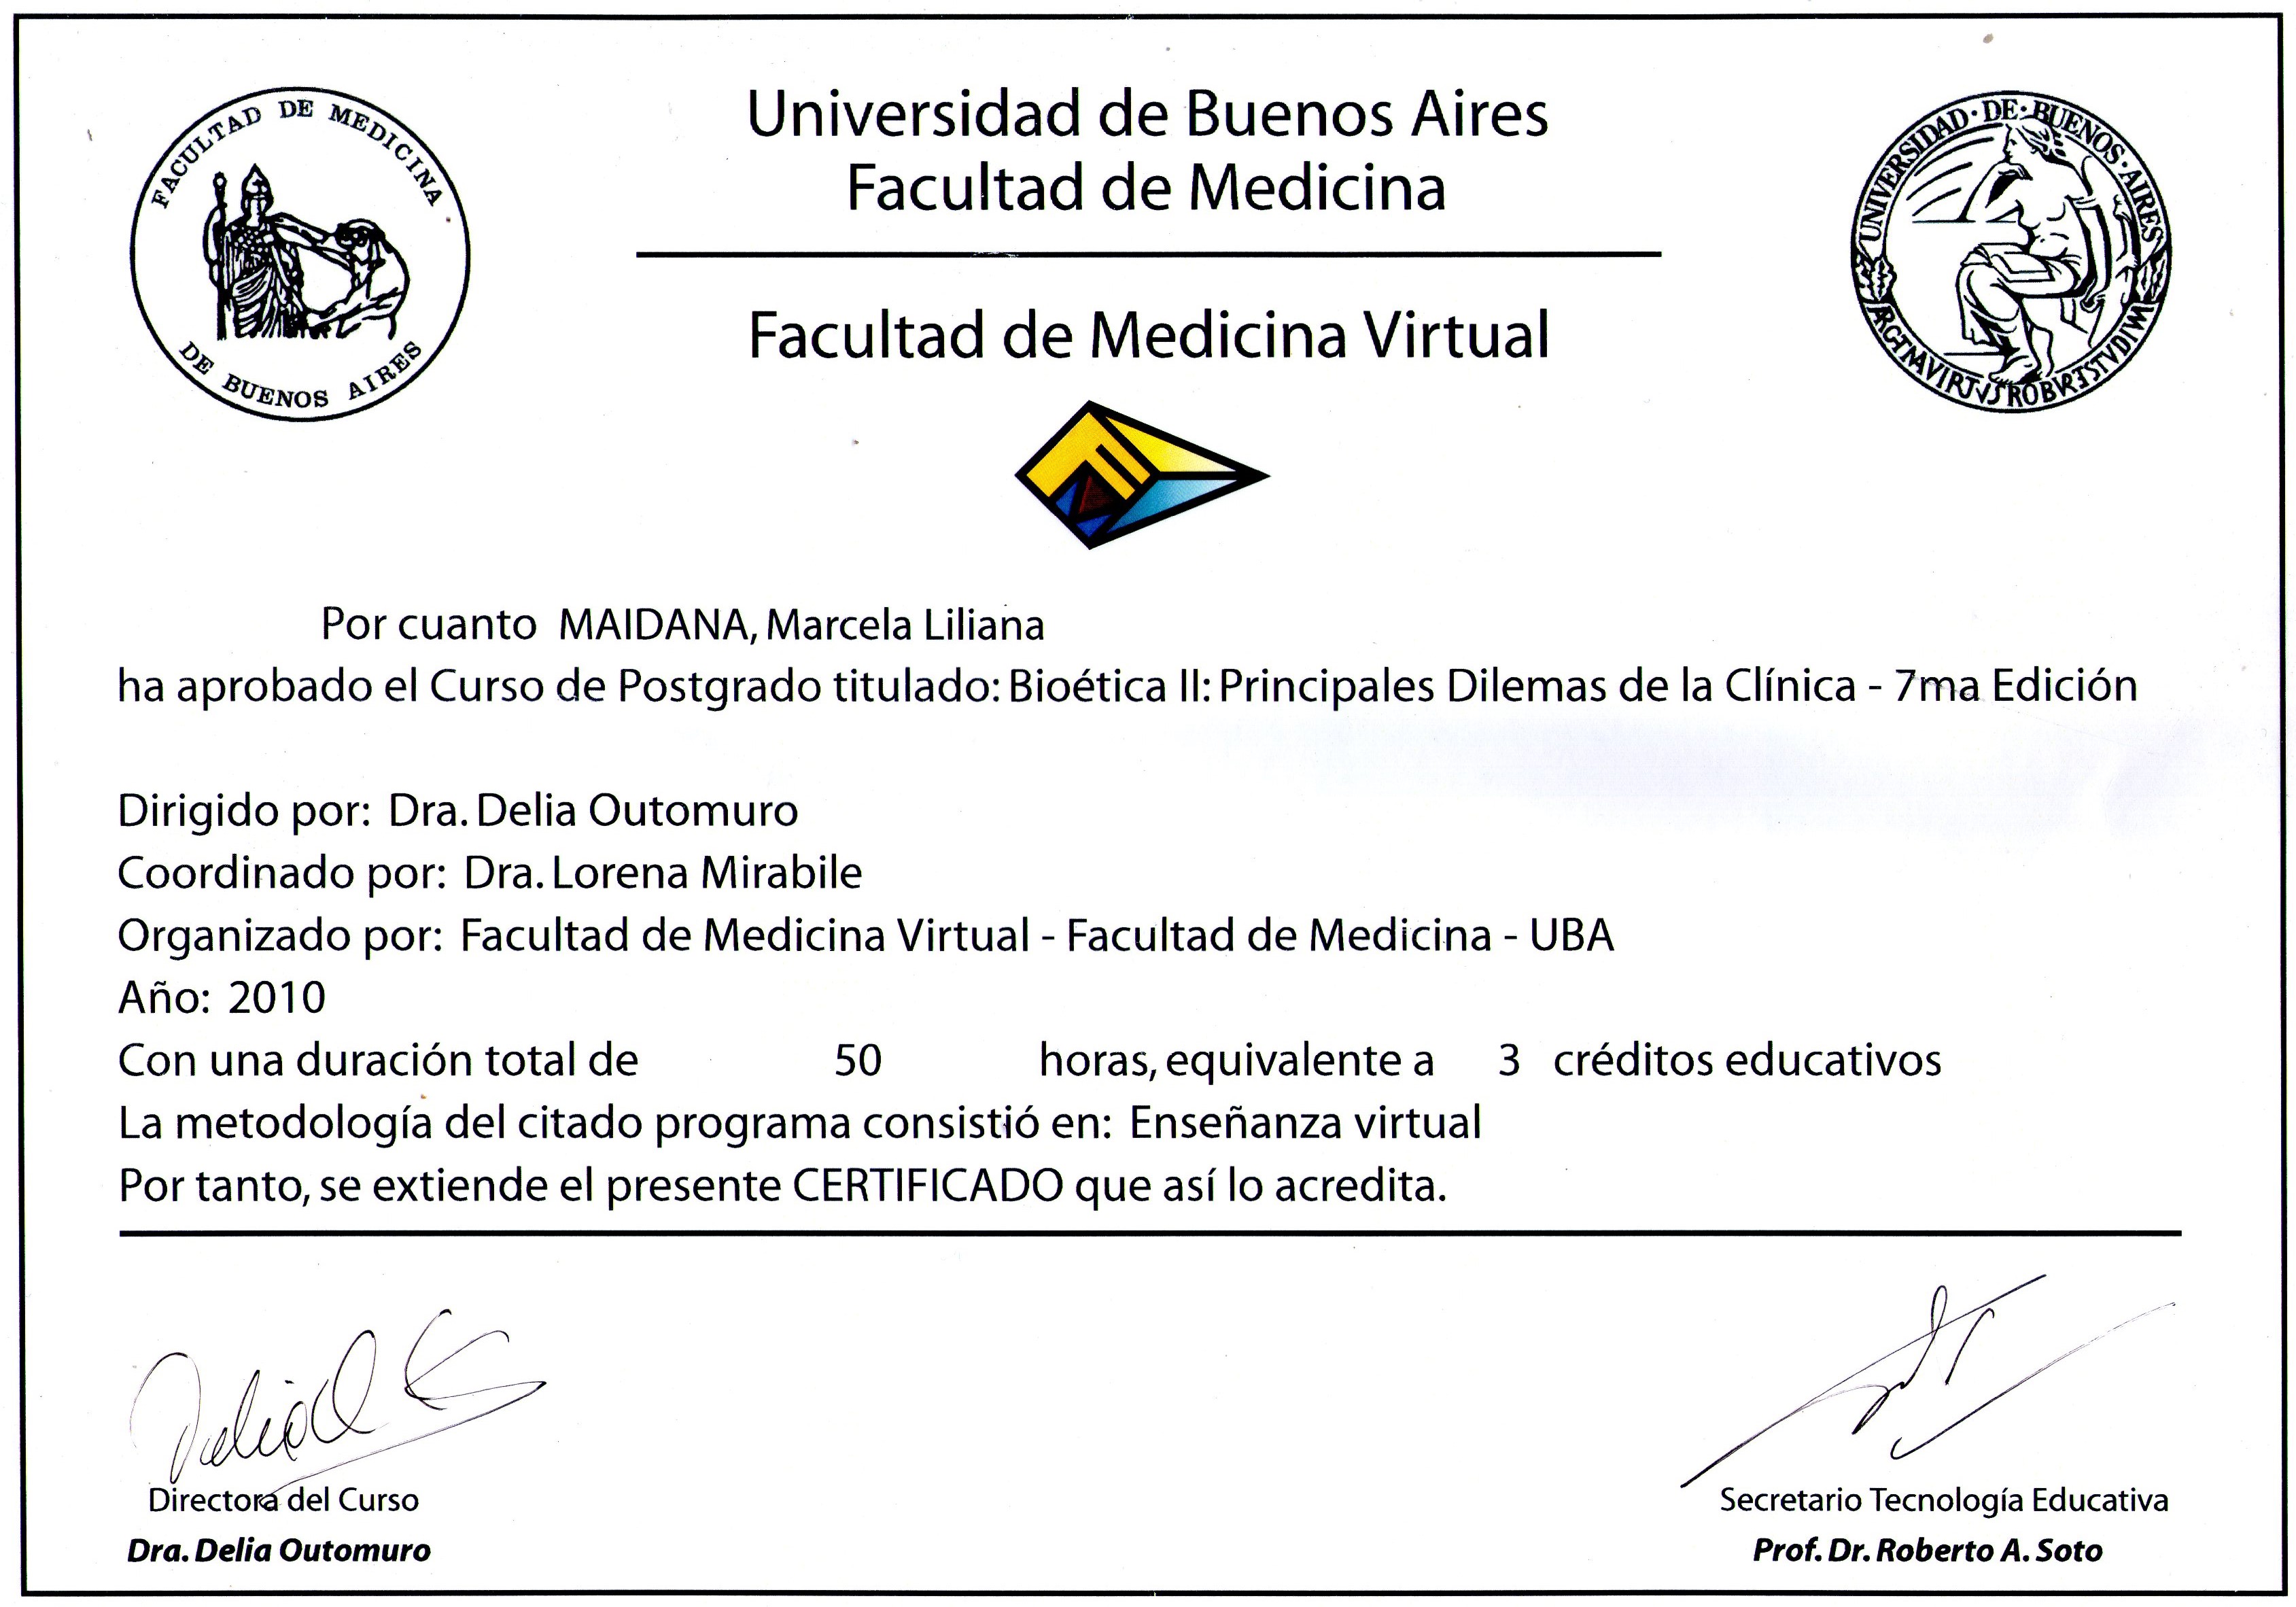 FACULTAD DE MEDICINA
DE BUENOS AIRES
Universidad de Buenos Aires
Facultad de Medicina
Facultad de Medicina Virtual
UNIVERSIDAD·DE·BUENOS·AIRES
Por cuanto MAIDANA, Marcela Liliana
ha aprobado el Curso de Postgrado titulado: Bioética II: Principales Dilemas de la Clínica - 7ma Edición
Dirigido por: Dra. Delia Outomuro
Coordinado por: Dra. Lorena Mirabile
Organizado por: Facultad de Medicina Virtual - Facultad de Medicina - UBA
Año: 2010
Con una duración total de 50 horas, equivalente a 3 créditos educativos
La metodología del citado programa consistió en: Enseñanza virtual
Por tanto, se extiende el presente CERTIFICADO que así lo acredita.
Directora del Curso
Dra. Delia Outomuro
Secretario Tecnología Educativa
Prof. Dr. Roberto A. Soto